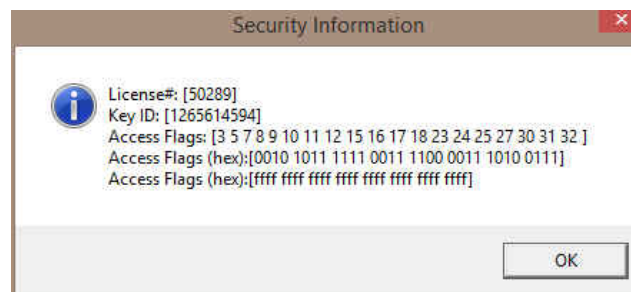 Security Information
License#: [50289]
Key ID: [1265614594]
Access Flags: [3 5 7 8 9 10 11 12 15 16 17 18 23 24 25 27 30 31 32 ]
Access Flags (hex):[0010 1011 1111 0011 1100 0011 1010 0111]
Access Flags (hex):[ffff ffff ffff ffff ffff ffff ffff ffff]
OK